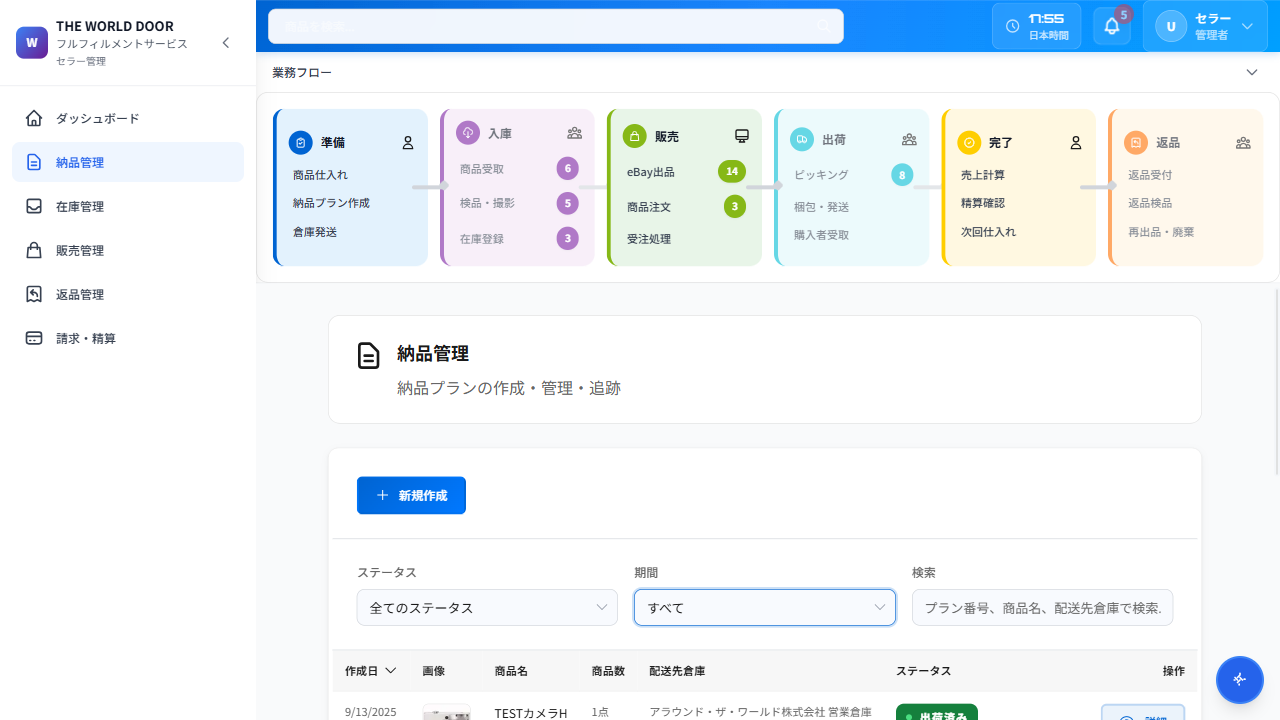 W
THE WORLD DOOR
フルフィルメントサービス
セラー管理
ダッシュボード
納品管理
在庫管理
販売管理
返品管理
請求・精算
17:55
日本時間
5
U
セラー
管理者
業務フロー
準備
商品仕入れ
納品プラン作成
倉庫発送
入庫
商品受取 6
検品・撮影 5
在庫登録 3
販売
eBay出品 14
商品注文 3
受注処理
出荷
ピッキング 8
梱包・発送
購入者受取
完了
売上計算
精算確認
次回仕入れ
返品
返品受付
返品検品
再出品・廃棄
納品管理
納品プランの作成・管理・追跡
新規作成
ステータス 期間 検索
全てのステータス すべて プラン番号、商品名、配送先倉庫で検索.
作成日 画像 商品名 商品数 配送先倉庫 ステータス 操作
9/13/2025 TESTカメラH 1点 アラウンド・ザ・ワールド株式会社 営業倉庫 出荷済み 詳細